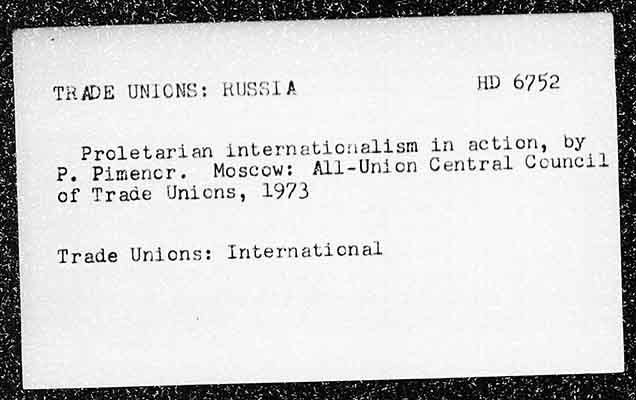 TRADE UNIONS: RUSSIA HD 6752
Proletarian internationalism in action, by
P. Pimencr. Moscow: All-Union Central Council
of Trade Unions, 1973
Trade Unions: International